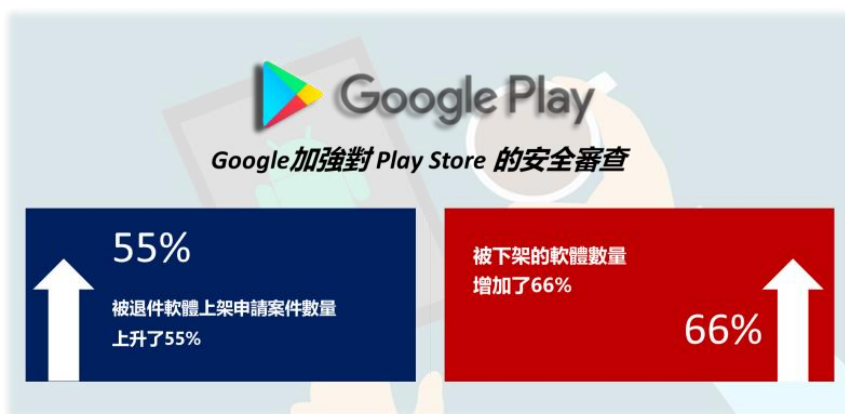 Google Play
Google加強對 Play Store 的安全審查
55%
被退件軟體上架申請案件數量
上升了55%
被下架的軟體數量
增加了66%
66%